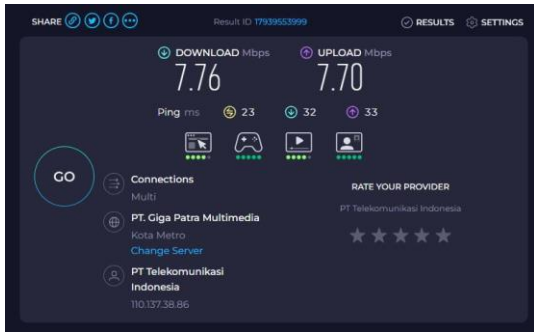 SHARE
Result ID 17939553999
RESULTS
SETTINGS
DOWNLOAD Mbps
7.76
UPLOAD Mbps
7.70
Ping ms 23 32 33
GO
Connections
Multi
PT. Giga Patra Multimedia
Kota Metro
Change Server
PT Telekomunikasi
Indonesia
110.137.38.86
RATE YOUR PROVIDER
PT Telekomunikasi Indonesia